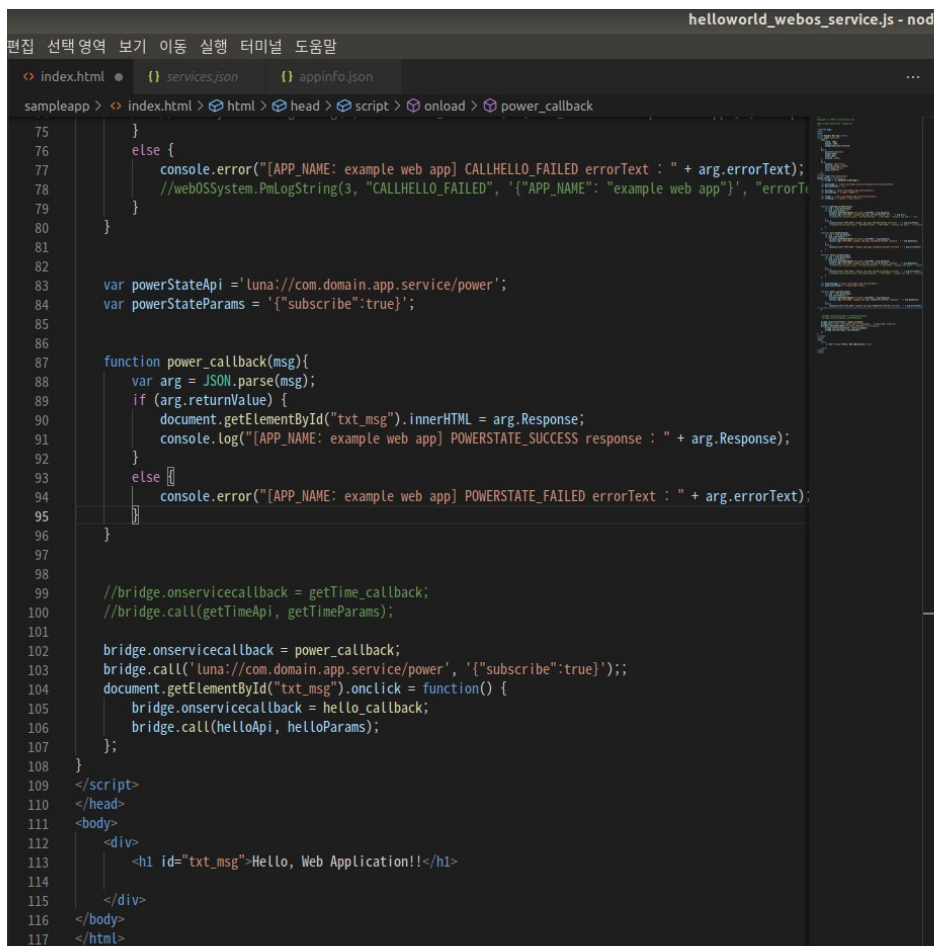 helloworld_webos_service.js - nod
편집 선택 영역 보기 이동 실행 터미널 도움말
<> index.html ● {} services.json {} appinfo.json ...
sampleapp > <> index.html > html > head > script > onload > power_callback
75 }
76 else {
77 console.error("[APP_NAME: example web app] CALLHELLO_FAILED errorText : " + arg.errorText);
78 //webOSSystem.PmLogString(3, "CALLHELLO_FAILED", '{"APP_NAME": "example web app"}', "errorTe
79 }
80 }
81
82
83 var powerStateApi ='luna://com.domain.app.service/power';
84 var powerStateParams = '{"subscribe":true}';
85
86
87 function power_callback(msg){
88 var arg = JSON.parse(msg);
89 if (arg.returnValue) {
90 document.getElementById("txt_msg").innerHTML = arg.Response;
91 console.log("[APP_NAME: example web app] POWERSTATE_SUCCESS response : " + arg.Response);
92 }
93 else {
94 console.error("[APP_NAME: example web app] POWERSTATE_FAILED errorText : " + arg.errorText);
95 }
96 }
97
98
99 //bridge.onservicecallback = getTime_callback;
100 //bridge.call(getTimeApi, getTimeParams);
101
102 bridge.onservicecallback = power_callback;
103 bridge.call('luna://com.domain.app.service/power', '{"subscribe":true}');;
104 document.getElementById("txt_msg").onclick = function() {
105 bridge.onservicecallback = hello_callback;
106 bridge.call(helloApi, helloParams);
107 };
108 }
109 </script>
110 </head>
111 <body>
112 <div>
113 <h1 id="txt_msg">Hello, Web Application!!</h1>
114
115 </div>
116 </body>
117 </html>